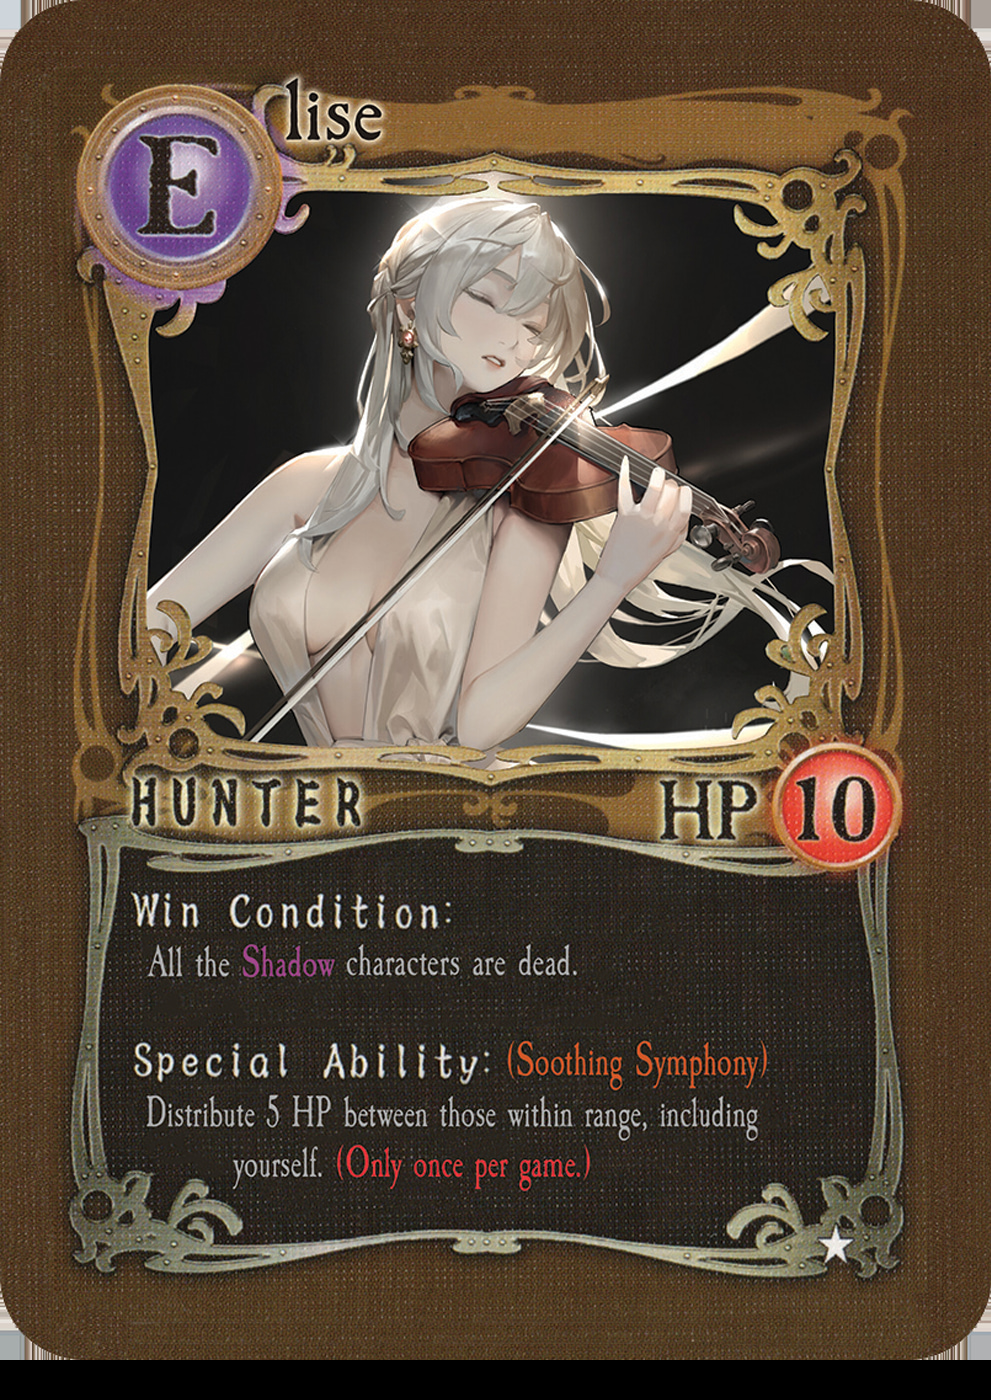 Elise
HUNTER HP 10
Win Condition:
All the Shadow characters are dead.
Special Ability: (Soothing Symphony)
Distribute 5 HP between those within range, including
yourself. (Only once per game.)